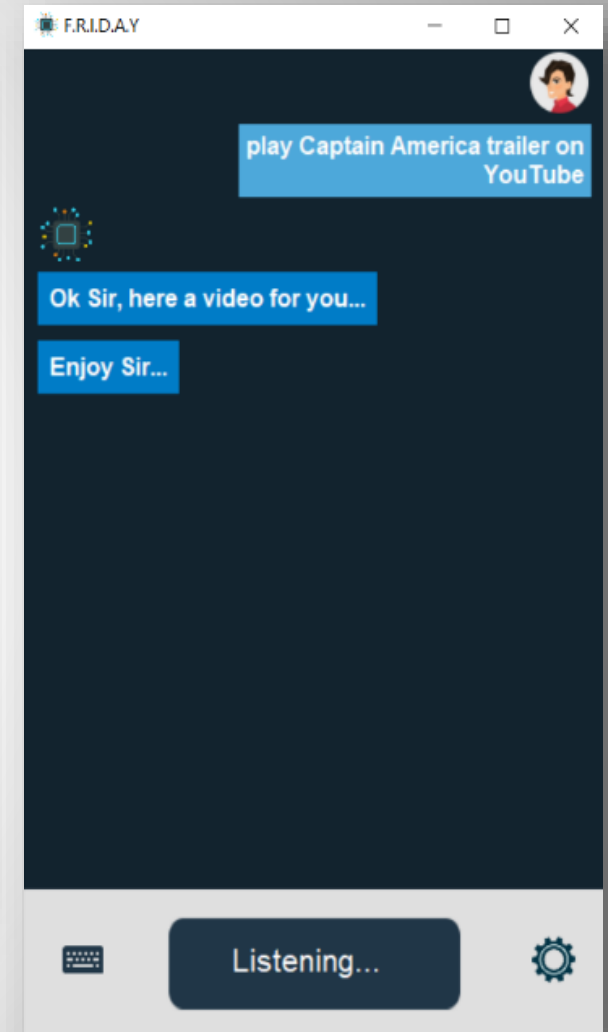 F.R.I.D.A.Y
play Captain America trailer on
YouTube
Ok Sir, here a video for you...
Enjoy Sir...
Listening...